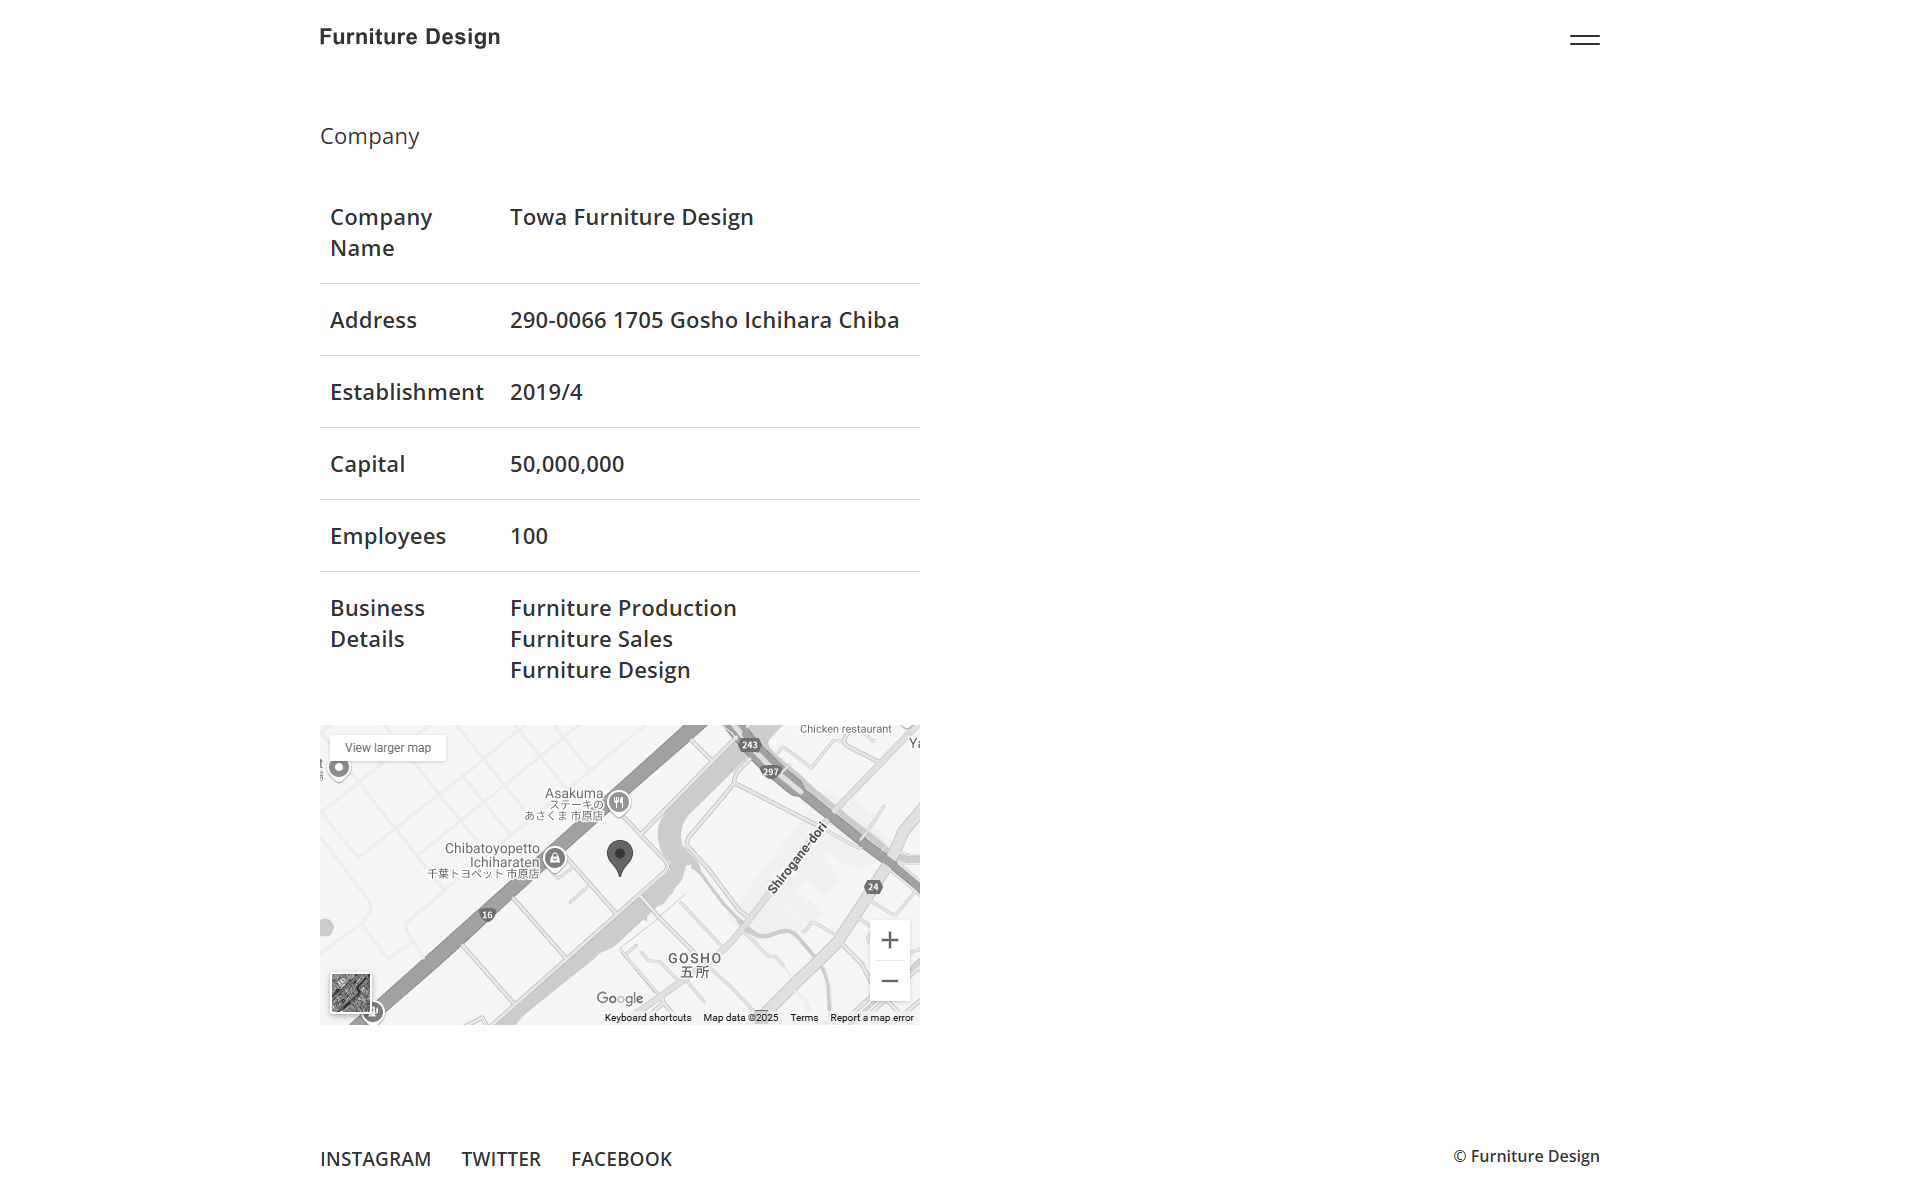 Furniture Design
Company
Company
Name
Towa Furniture Design
Address
290-0066 1705 Gosho Ichihara Chiba
Establishment
2019/4
Capital
50,000,000
Employees
100
Business
Details
Furniture Production
Furniture Sales
Furniture Design
View larger map
Chicken restaurant
243
297
Asakuma
ステーキの
あさくま 市原店
Chibatoyopetto
Ichiharaten
千葉トヨペット 市原店
Shirogane-dori
24
16
GOSHO
五所
Google
Keyboard shortcuts
Map data ©2025
Terms
Report a map error
INSTAGRAM
TWITTER
FACEBOOK
© Furniture Design